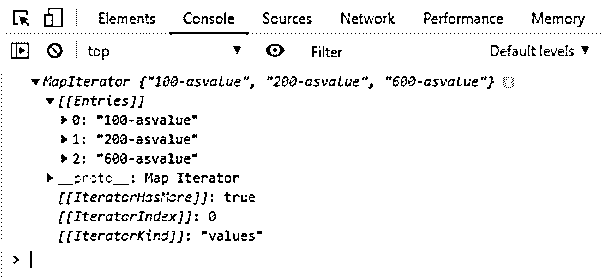 Elements Console Sources Network Performance Memory
top ▼ Filter Default levels ▼
▼MapIterator {"100-asvalue", "200-asvalue", "600-asvalue"}
▼[[Entries]]
▶0: "100-asvalue"
▶1: "200-asvalue"
▶2: "600-asvalue"
▶__proto__: Map Iterator
[[IteratorHasMore]]: true
[[IteratorIndex]]: 0
[[IteratorKind]]: "values"
>